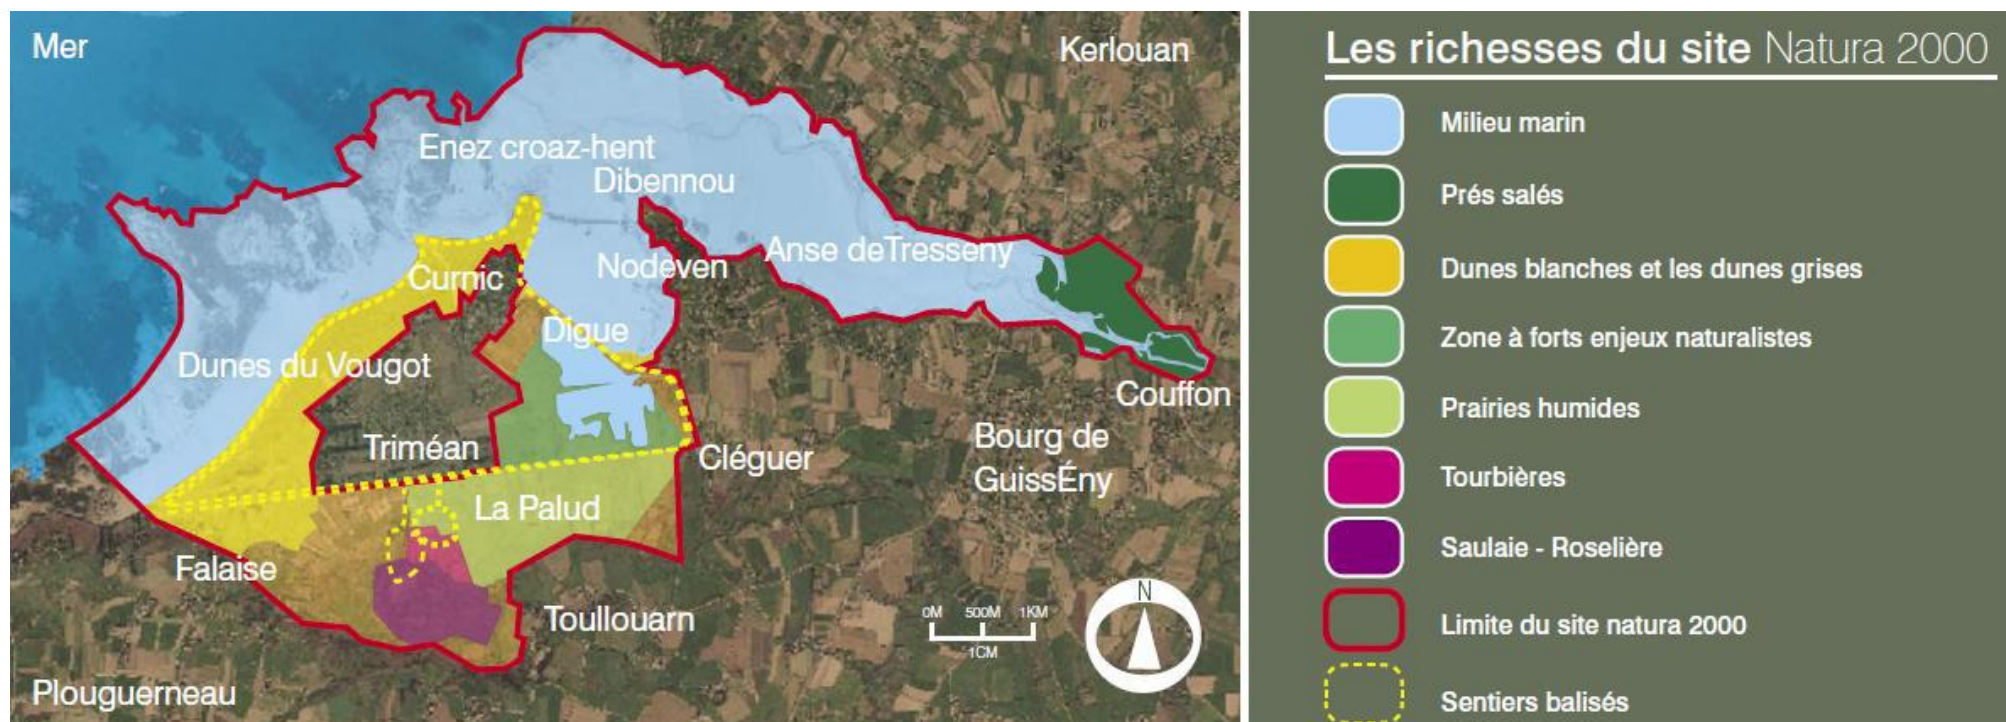 Mer
Kerlouan
Enez croaz-hent
Dibennou
Anse deTresseny
Nodeven
Curnic
Digue
Dunes du Vougot
Couffon
Triméan
Cléguer
Bourg de
GuissÉny
La Palud
Falaise
Toullouarn
Plouguerneau
0M 500M 1KM
1CM
N
Les richesses du site Natura 2000
Milieu marin
Prés salés
Dunes blanches et les dunes grises
Zone à forts enjeux naturalistes
Prairies humides
Tourbières
Saulaie - Roselière
Limite du site natura 2000
Sentiers balisés